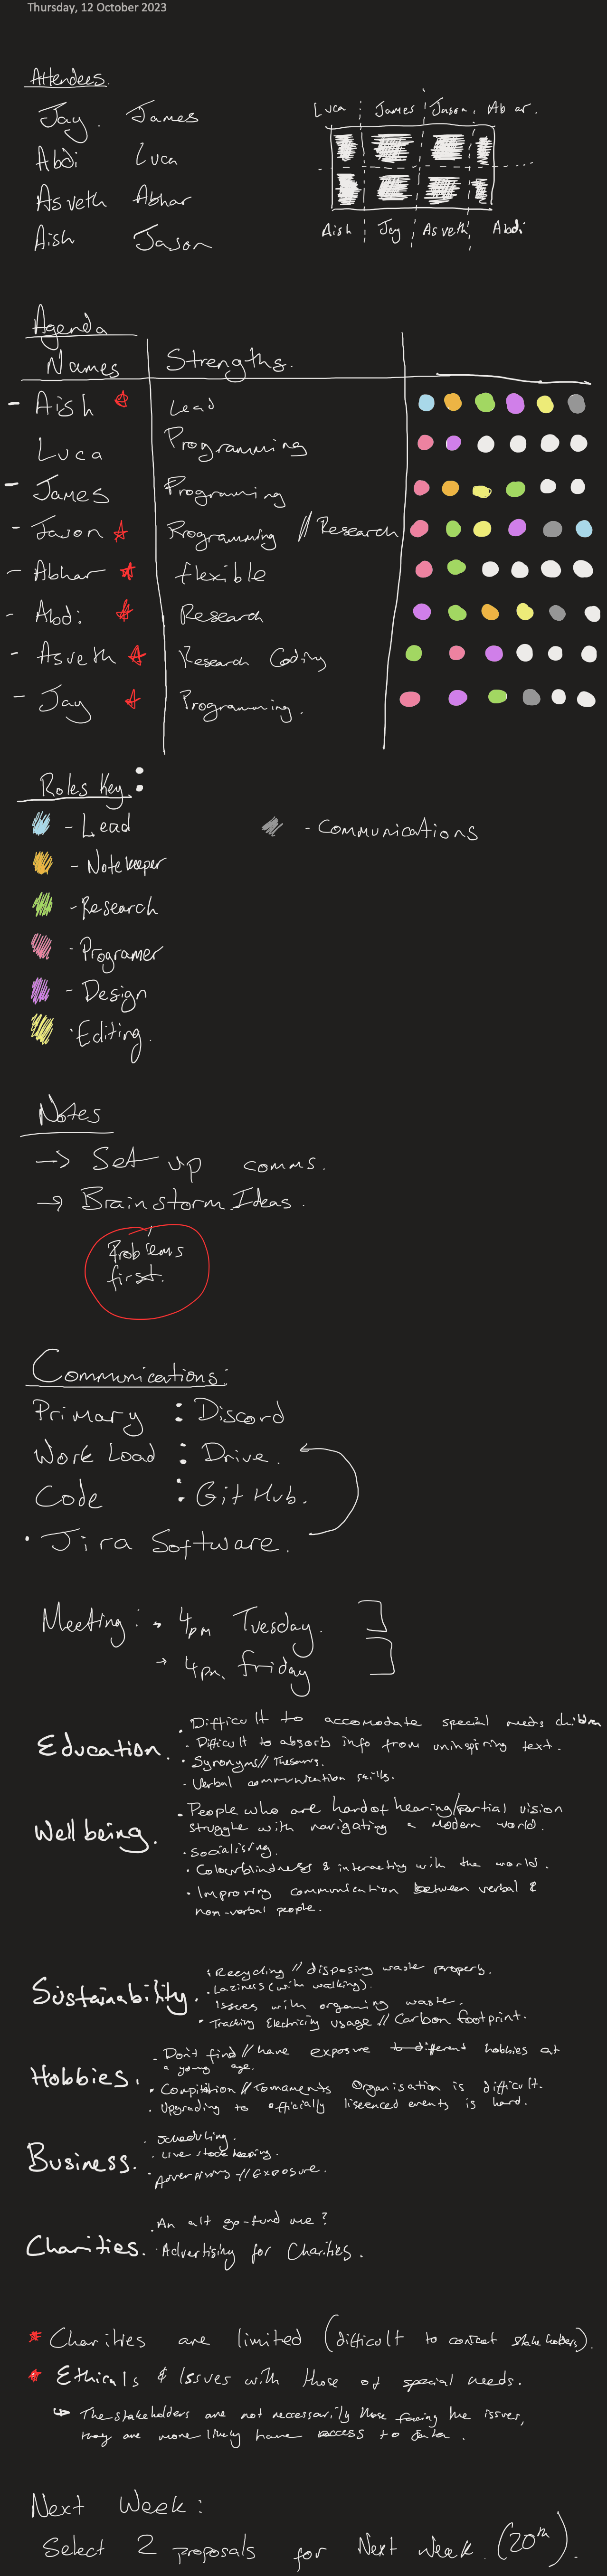 Thursday, 12 October 2023
Attendees.
Jay. James
Abdi Luca
Asveth Abhar
Aish Jason
Luca James Jason Ab ar.
Aish Jay Asveth Abdi
Agenda
Names Strengths.
- Aish Lead
Luca Programming
- James Programing
- Jason Programming // Research
- Abhar flexible
- Abdi Research
- Asveth Research Coding
- Jay Programming.
Roles Key:
- Lead - Communications
- Notekeeper
- Research
- Programer
- Design
· Editing.
Notes
→ Set up comms.
→ Brainstorm Ideas.
Problems
first.
Communications:
Primary : Discord
Work Load : Drive.
Code : GitHub.
· Jira Software.
Meeting: → 4pm Tuesday.
→ 4pm friday
Education.
· Difficult to accomodate special needs children
- Difficult to absorb info from uninspiring text.
· Synonyms // Thesaurus.
· Verbal communication skills.
Well being.
· People who are hard of hearing/partial vision
struggle with navigating a modern world.
· Socialising.
· Colourblindness & interacting with the world.
· Improving communication between verbal &
non-verbal people.
Sustainability.
· Recycling // disposing waste properly.
· Laziness (with walking).
Issues with organing waste.
· Tracking Electricity usage // Carbon footprint.
Hobbies.
- Don't find // have exposure to different hobbies at
a young age.
· Compitition // Tornaments Organisation is difficult.
· Upgrading to officially liseenced events is hard.
Business.
· Scheduling.
· Live stock keeping.
· Advertising // Exposure.
Charities.
· An alt go-fund me?
· Advertising for Charities.
* Charities are limited (difficult to contact stakeholders).
* Ethicals & Issues with those of special needs.
↳ The stakeholders are not necessarily those facing the issues,
they are more likely have access to data.
Next Week:
Select 2 proposals for Next week. (20th).